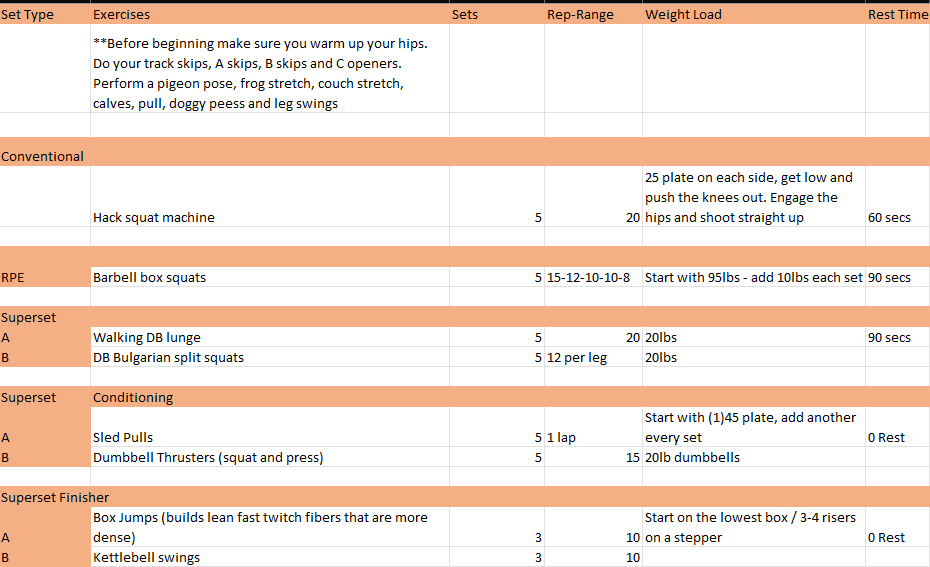 Set Type Exercises Sets Rep-Range Weight Load Rest Time
**Before beginning make sure you warm up your hips.
Do your track skips, A skips, B skips and C openers.
Perform a pigeon pose, frog stretch, couch stretch,
calves, pull, doggy peess and leg swings
Conventional
25 plate on each side, get low and
push the knees out. Engage the
Hack squat machine 5 20 hips and shoot straight up 60 secs
RPE Barbell box squats 5 15-12-10-10-8 Start with 95lbs - add 10lbs each set 90 secs
Superset
A Walking DB lunge 5 20 20lbs 90 secs
B DB Bulgarian split squats 5 12 per leg 20lbs
Superset Conditioning
Start with (1)45 plate, add another
A Sled Pulls 5 1 lap every set 0 Rest
B Dumbbell Thrusters (squat and press) 5 15 20lb dumbbells
Superset Finisher
Box Jumps (builds lean fast twitch fibers that are more Start on the lowest box / 3-4 risers
A dense) 3 10 on a stepper 0 Rest
B Kettlebell swings 3 10